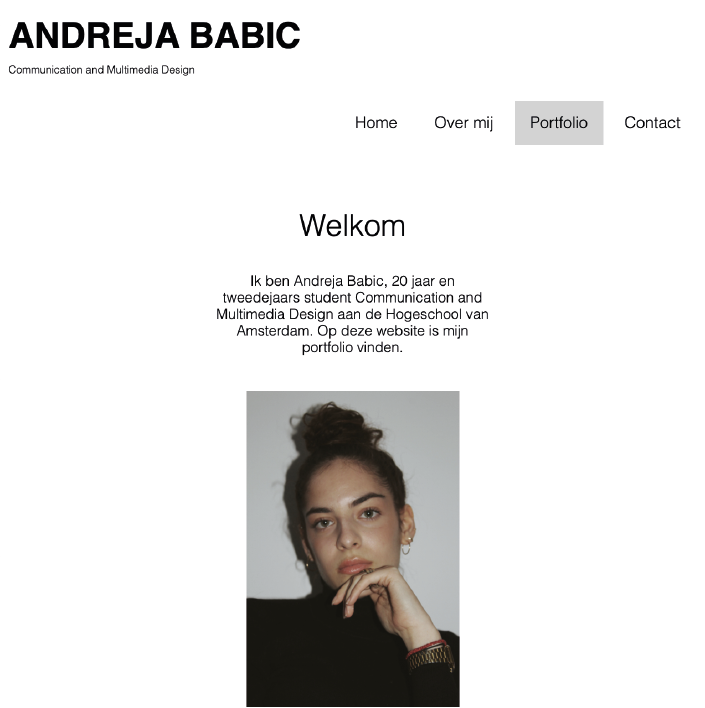 ANDREJA BABIC
Communication and Multimedia Design
Home Over mij Portfolio Contact
Welkom
Ik ben Andreja Babic, 20 jaar en
tweedejaars student Communication and
Multimedia Design aan de Hogeschool van
Amsterdam. Op deze website is mijn
portfolio vinden.